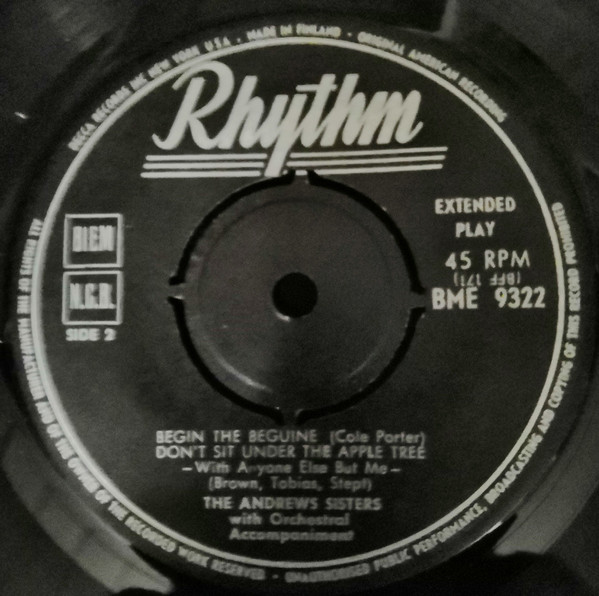 DECCA RECORDS INC NEW YORK U.S.A. - MADE IN FINLAND - ORIGINAL AMERICAN RECORDING
Rhythm
EXTENDED
PLAY
45 RPM
(BFF 171)
BME 9322
BIEM
N.C.B.
SIDE 2
BEGIN THE BEGUINE (Cole Porter)
DON'T SIT UNDER THE APPLE TREE
-With Anyone Else But Me-
(Brown, Tobias, Stept)
THE ANDREWS SISTERS
with Orchestral
Accompaniment
ALL RIGHTS OF THE MANUFACTURER AND OF THE OWNER OF THE RECORDED WORK RESERVED - UNAUTHORISED PUBLIC PERFORMANCE, BROADCASTING AND COPYING OF THIS RECORD PROHIBITED